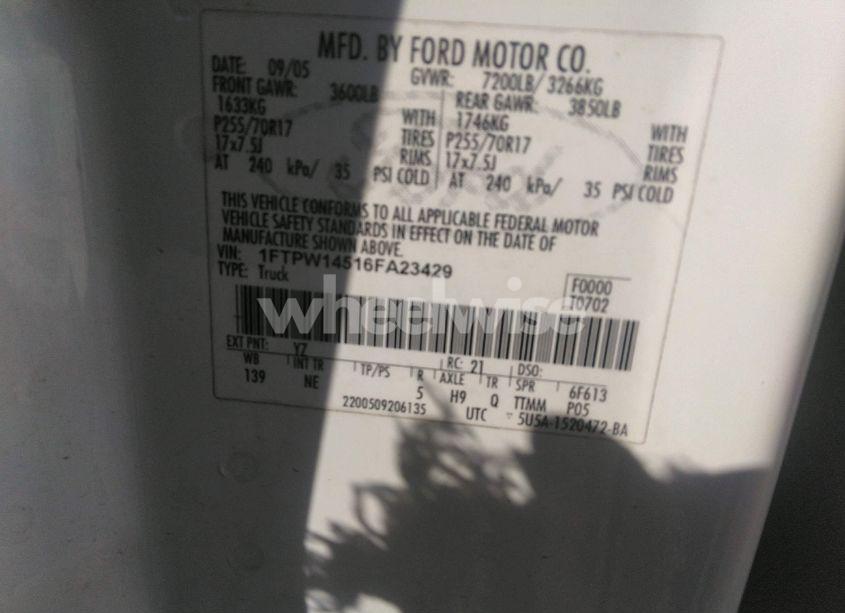 MFD. BY FORD MOTOR CO.
DATE: 09/05 GVWR: 7200LB/ 3266KG
FRONT GAWR: 3600LB REAR GAWR: 3850LB
1633KG WITH 1746KG WITH
P255/70R17 TIRES P255/70R17 TIRES
17x7.5J RIMS 17x7.5J RIMS
AT 240 kPa/ 35 PSI COLD AT 240 kPa/ 35 PSI COLD
THIS VEHICLE CONFORMS TO ALL APPLICABLE FEDERAL MOTOR
VEHICLE SAFETY STANDARDS IN EFFECT ON THE DATE OF
MANUFACTURE SHOWN ABOVE.
VIN: 1FTPW14516FA23429
TYPE: Truck
F0000
T0702
wheelwise
EXT PNT: YZ RC: 21 DSO:
WB INT TR TP/PS R AXLE TR SPR 6F613
139 NE 5 H9 Q TTMM P05
2200509206135 UTC 5U5A-1520472-BA